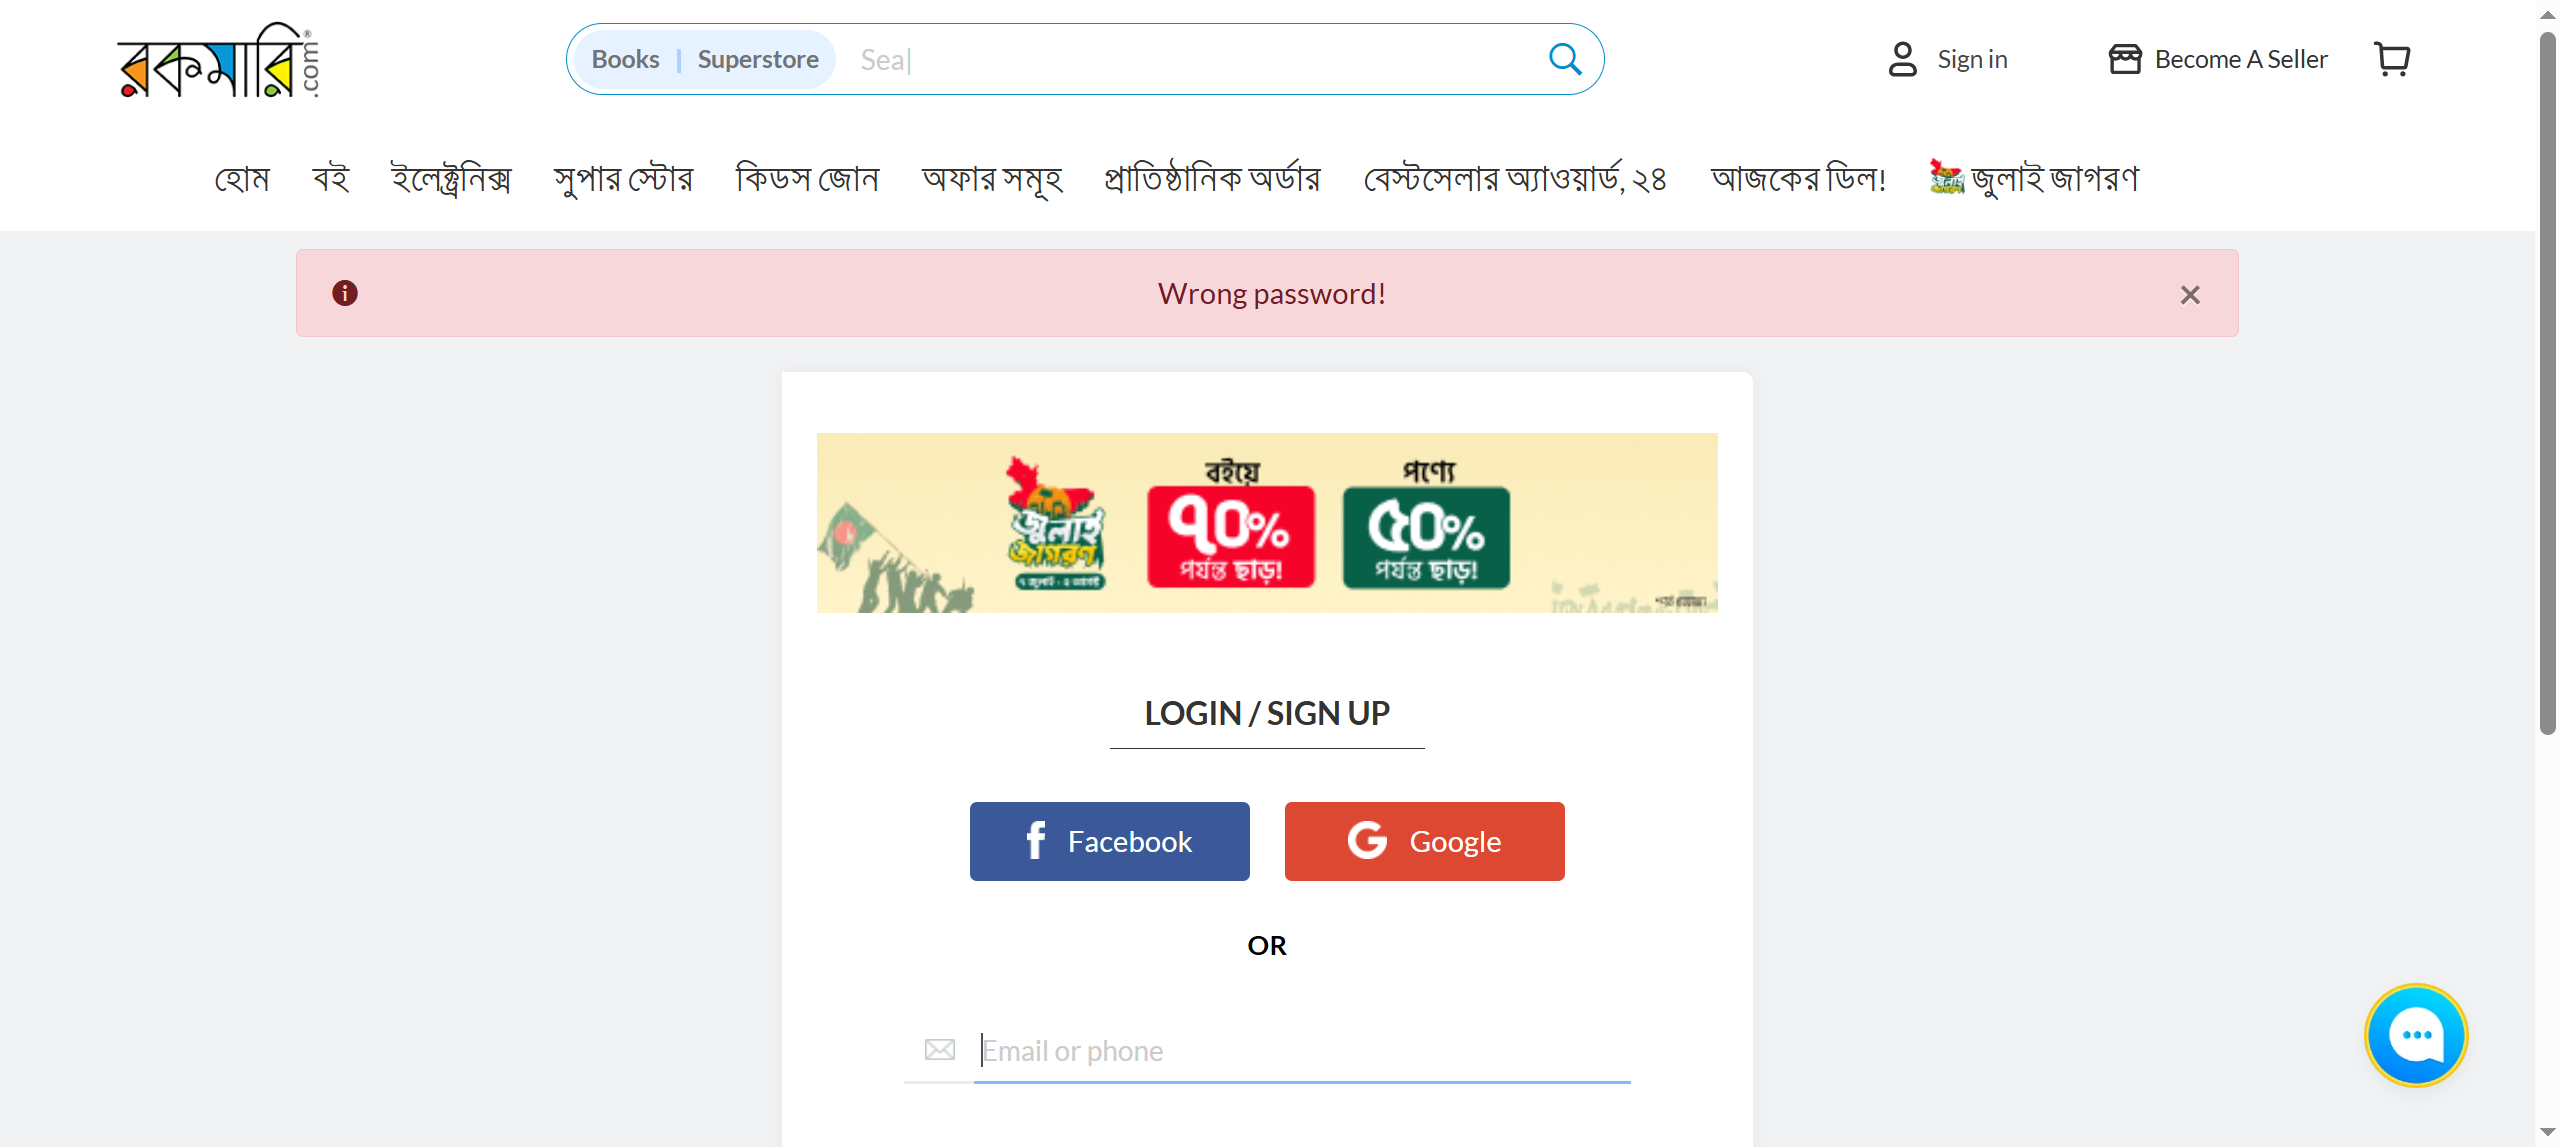 রকমারি.com®
Books | Superstore Sea
Sign in
Become A Seller
হোম বই ইলেক্ট্রনিক্স সুপার স্টোর কিডস জোন অফার সমূহ প্রাতিষ্ঠানিক অর্ডার বেস্টসেলার অ্যাওয়ার্ড, ২৪ আজকের ডিল! জুলাই জাগরণ
Wrong password!
×
জুলাই জাগরণ
বইয়ে
৭০%
পর্যন্ত ছাড়!
পণ্যে
৫০%
পর্যন্ত ছাড়!
LOGIN / SIGN UP
Facebook
Google
OR
Email or phone